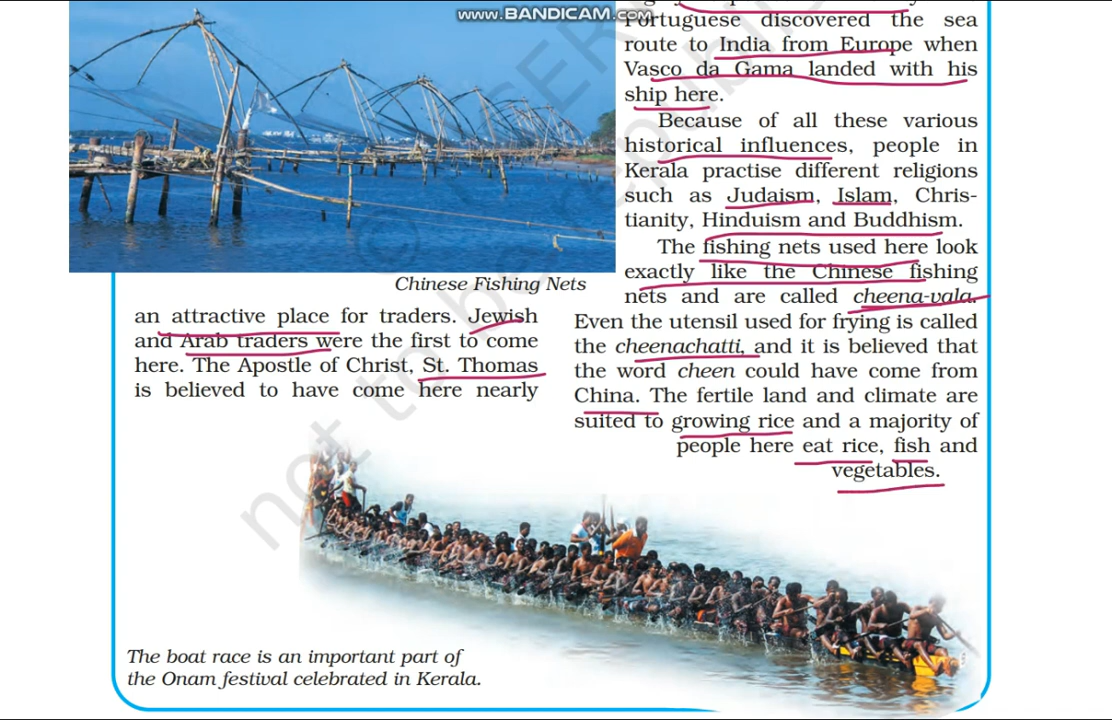 www.BANDICAM.com
Chinese Fishing Nets
an attractive place for traders. Jewish
and Arab traders were the first to come
here. The Apostle of Christ, St. Thomas
is believed to have come here nearly
Portuguese discovered the sea
route to India from Europe when
Vasco da Gama landed with his
ship here.
Because of all these various
historical influences, people in
Kerala practise different religions
such as Judaism, Islam, Chris-
tianity, Hinduism and Buddhism.
The fishing nets used here look
exactly like the Chinese fishing
nets and are called cheena-vala.
Even the utensil used for frying is called
the cheenachatti, and it is believed that
the word cheen could have come from
China. The fertile land and climate are
suited to growing rice and a majority of
people here eat rice, fish and
vegetables.
The boat race is an important part of
the Onam festival celebrated in Kerala.
not to be